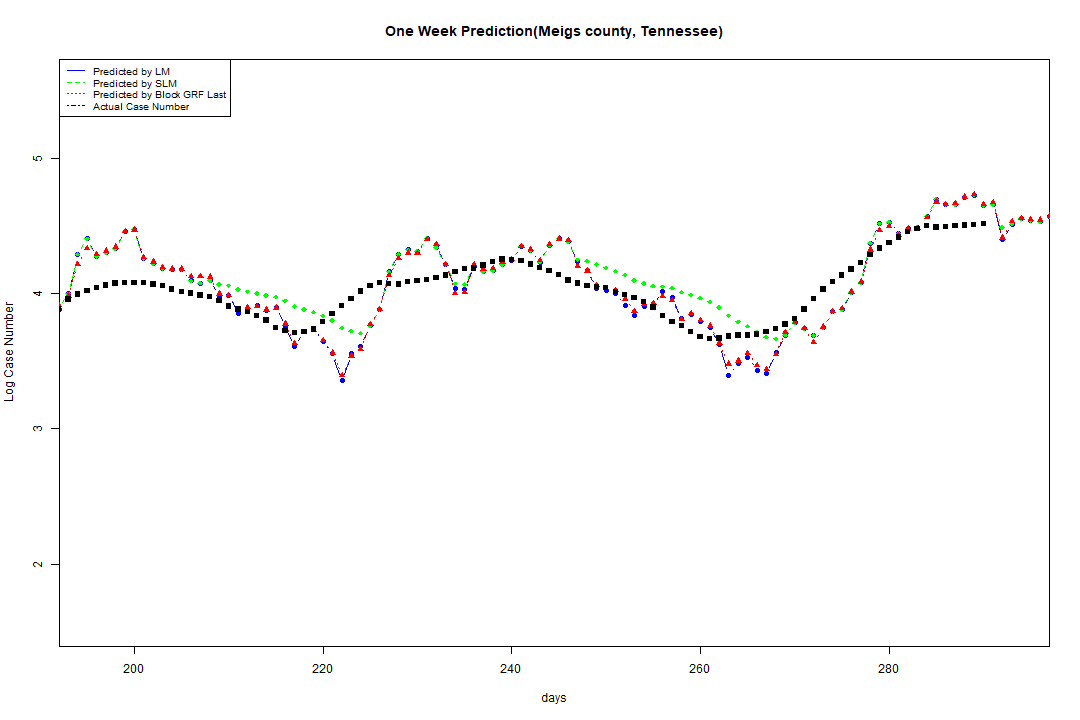 One Week Prediction(Meigs county, Tennessee)
Predicted by LM
Predicted by SLM
Predicted by Block GRF Last
Actual Case Number
5
4
3
2
Log Case Number
200 220 240 260 280
days